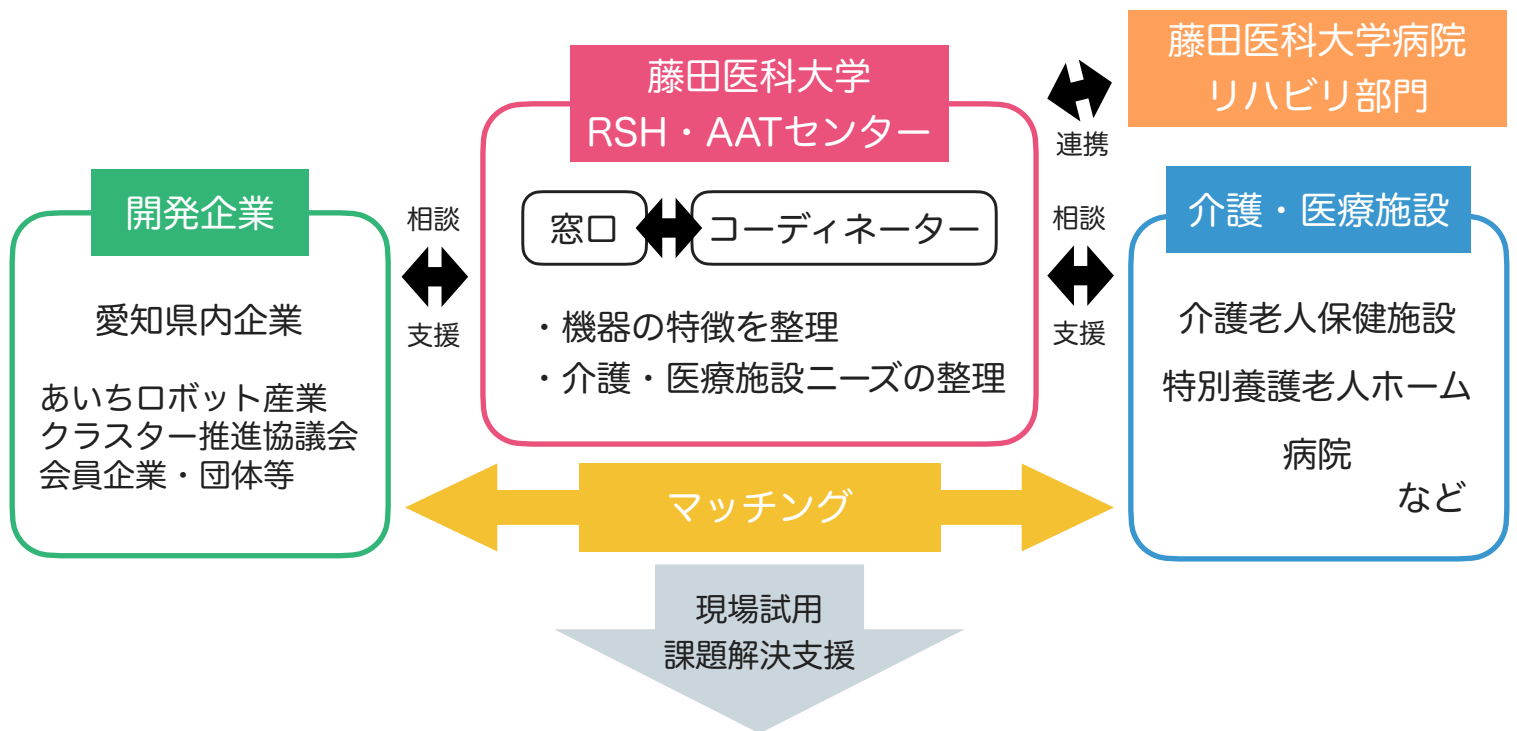 藤田医科大学病院
リハビリ部門
藤田医科大学
RSH・AATセンター
連携
開発企業
相談
支援
愛知県内企業
あいちロボット産業
クラスター推進協議会
会員企業・団体等
窓口
コーディネーター
・機器の特徴を整理
・介護・医療施設ニーズの整理
相談
支援
介護・医療施設
介護老人保健施設
特別養護老人ホーム
病院
など
マッチング
現場試用
課題解決支援